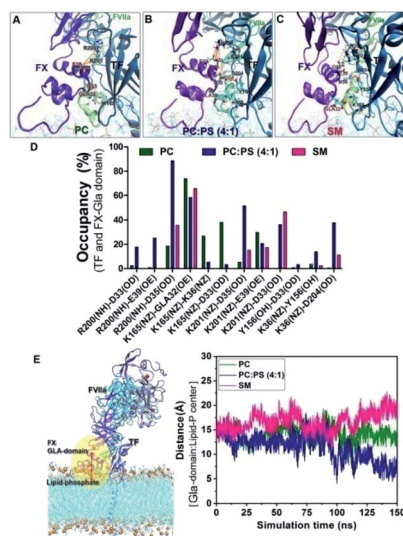 A
FVIIa
FX
TF
PC
B
FVIIa
FX
TF
PC:PS (4:1)
C
FVIIa
FX
TF
SM
D
PC
PC:PS (4:1)
SM
Occupancy (%)
(TF and FX-Gla domain)
100
80
60
40
20
0
R200(NH)-D33(OD)
R200(NH)-E39(OE)
R200(NH)-D35(OD)
K165(NZ)-GLA32(OE)
K165(NZ)-K36(NZ)
K165(NZ)-D33(OD)
K201(NZ)-D35(OD)
K201(NZ)-E39(OE)
K201(NZ)-D33(OD)
Y156(OH)-D33(OD)
K36(NZ)-Y156(OH)
K36(NZ)-D204(OD)
E
FVIIa
FX
GLA-domain
TF
Lipid-phosphate
PC
PC:PS (4:1)
SM
Distance(Å)
[Gla-domain:Lipid-P center]
30
25
20
15
10
5
0
0
50
100
150
Simulation time (ns)